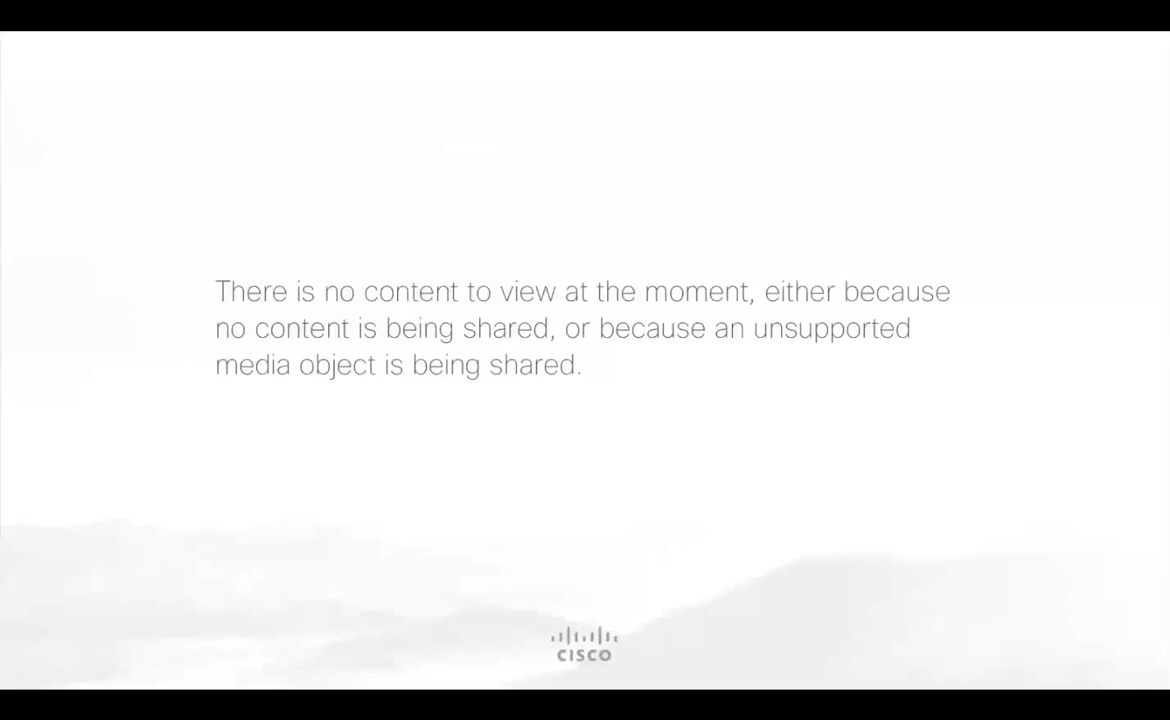 There is no content to view at the moment, either because
no content is being shared, or because an unsupported
media object is being shared.
CISCO